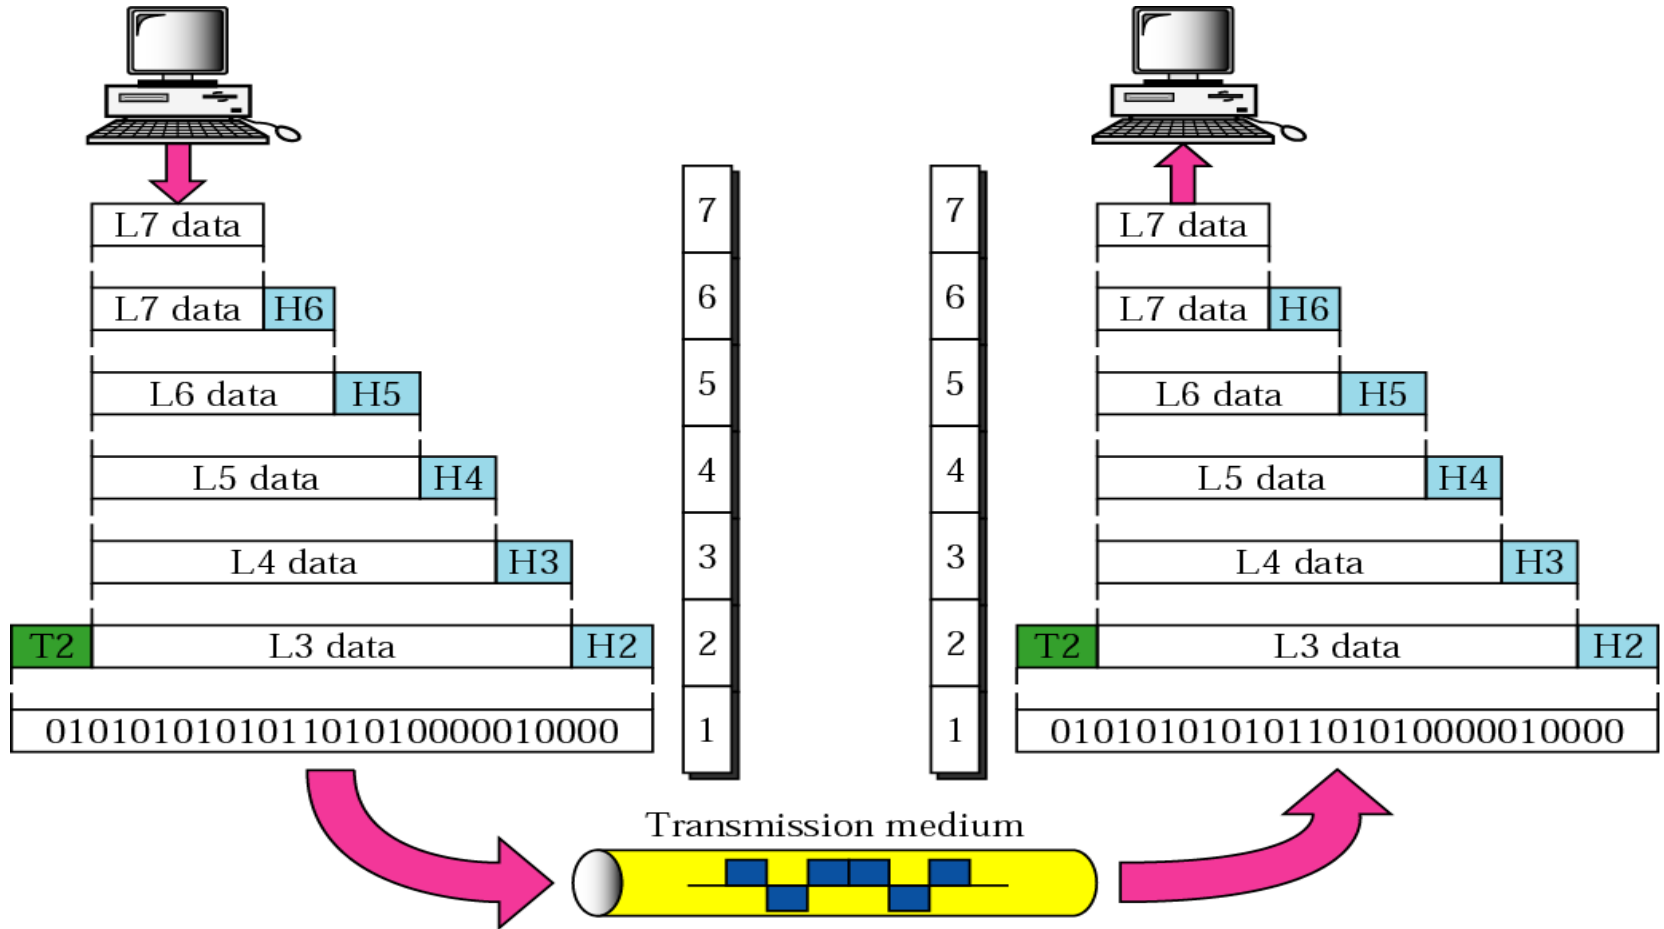 L7 data
L7 data H6
L6 data H5
L5 data H4
L4 data H3
T2 L3 data H2
010101010101101010000010000
7
6
5
4
3
2
1
7
6
5
4
3
2
1
L7 data
L7 data H6
L6 data H5
L5 data H4
L4 data H3
T2 L3 data H2
010101010101101010000010000
Transmission medium